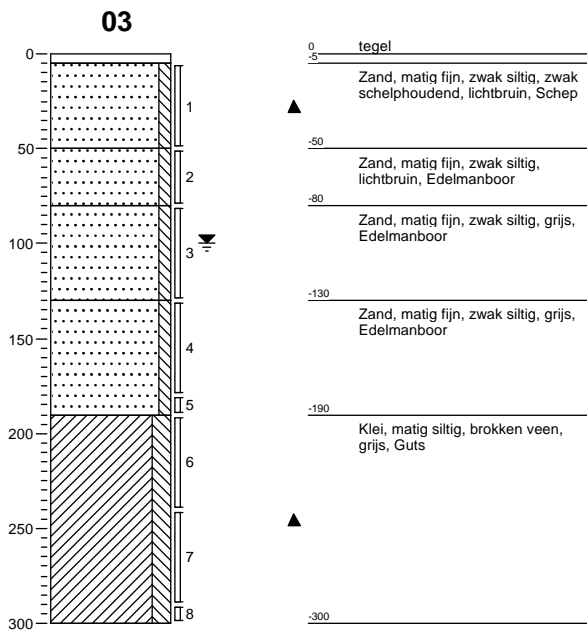 03
0
50
100
150
200
250
300
1
2
3
4
5
6
7
8
0
tegel
-5
Zand, matig fijn, zwak siltig, zwak
schelphoudend, lichtbruin, Schep
-50
Zand, matig fijn, zwak siltig,
lichtbruin, Edelmanboor
-80
Zand, matig fijn, zwak siltig, grijs,
Edelmanboor
-130
Zand, matig fijn, zwak siltig, grijs,
Edelmanboor
-190
Klei, matig siltig, brokken veen,
grijs, Guts
-300